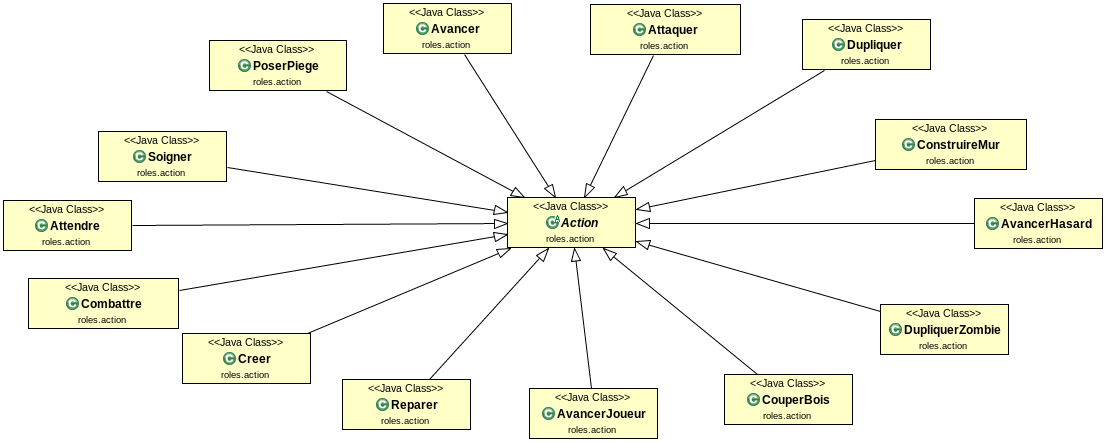 <<Java Class>>
Avancer
roles.action
<<Java Class>>
Attaquer
roles.action
<<Java Class>>
Dupliquer
roles.action
<<Java Class>>
PoserPiege
roles.action
<<Java Class>>
ConstruireMur
roles.action
<<Java Class>>
Soigner
roles.action
<<Java Class>>
Attendre
roles.action
<<Java Class>>
Action
roles.action
<<Java Class>>
AvancerHasard
roles.action
<<Java Class>>
Combattre
roles.action
<<Java Class>>
DupliquerZombie
roles.action
<<Java Class>>
Creer
roles.action
<<Java Class>>
Reparer
roles.action
<<Java Class>>
AvancerJoueur
roles.action
<<Java Class>>
CouperBois
roles.action